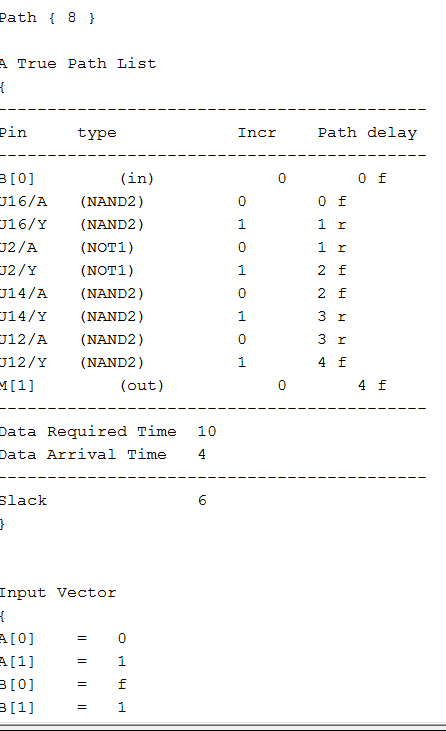 Path { 8 }
A True Path List
{
--------------------------------------------
Pin type Incr Path delay
--------------------------------------------
B[0] (in) 0 0 f
U16/A (NAND2) 0 0 f
U16/Y (NAND2) 1 1 r
U2/A (NOT1) 0 1 r
U2/Y (NOT1) 1 2 f
U14/A (NAND2) 0 2 f
U14/Y (NAND2) 1 3 r
U12/A (NAND2) 0 3 r
U12/Y (NAND2) 1 4 f
M[1] (out) 0 4 f
--------------------------------------------
Data Required Time 10
Data Arrival Time 4
--------------------------------------------
Slack 6
}
Input Vector
{
A[0] = 0
A[1] = 1
B[0] = f
B[1] = 1